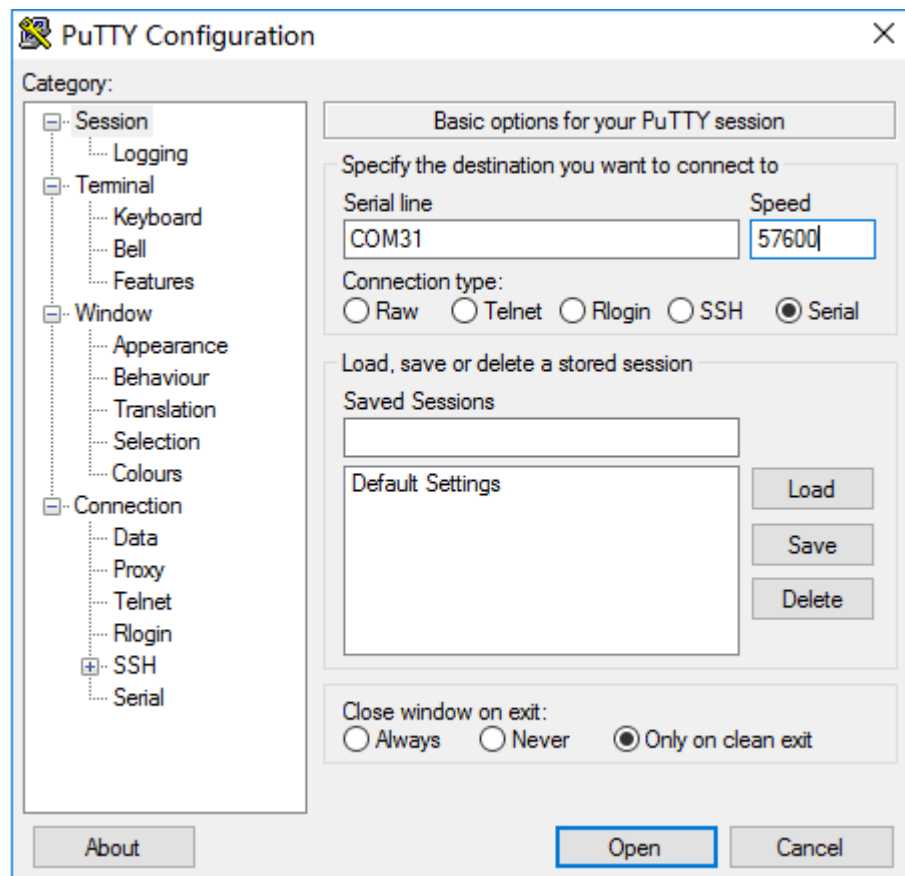 PuTTY Configuration
Category:
Session
Logging
Terminal
Keyboard
Bell
Features
Window
Appearance
Behaviour
Translation
Selection
Colours
Connection
Data
Proxy
Telnet
Rlogin
SSH
Serial
Basic options for your PuTTY session
Specify the destination you want to connect to
Serial line Speed
COM31 57600
Connection type:
Raw Telnet Rlogin SSH Serial
Load, save or delete a stored session
Saved Sessions
Default Settings
Load
Save
Delete
Close window on exit:
Always Never Only on clean exit
About Open Cancel